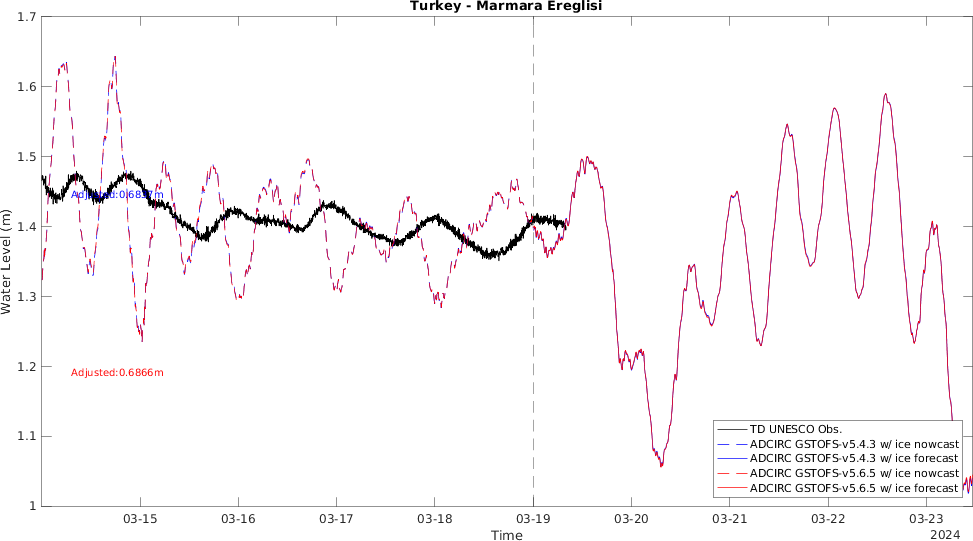 Turkey - Marmara Ereglisi
1.7
1.6
1.5
1.4
1.3
1.2
1.1
1
Water Level (m)
Adjusted:0.6866m
TD UNESCO Obs.
ADCIRC GSTOFS-v5.4.3 w/ ice nowcast
ADCIRC GSTOFS-v5.4.3 w/ ice forecast
ADCIRC GSTOFS-v5.6.5 w/ ice nowcast
ADCIRC GSTOFS-v5.6.5 w/ ice forecast
03-15
03-16
03-17
03-18
03-19
03-20
03-21
03-22
03-23
Time
2024